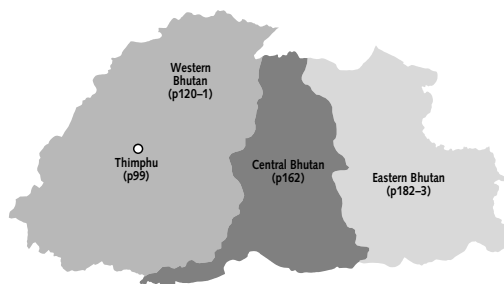 Western
Bhutan
(p120–1)
Thimphu
(p99)
Central Bhutan
(p162)
Eastern Bhutan
(p182–3)